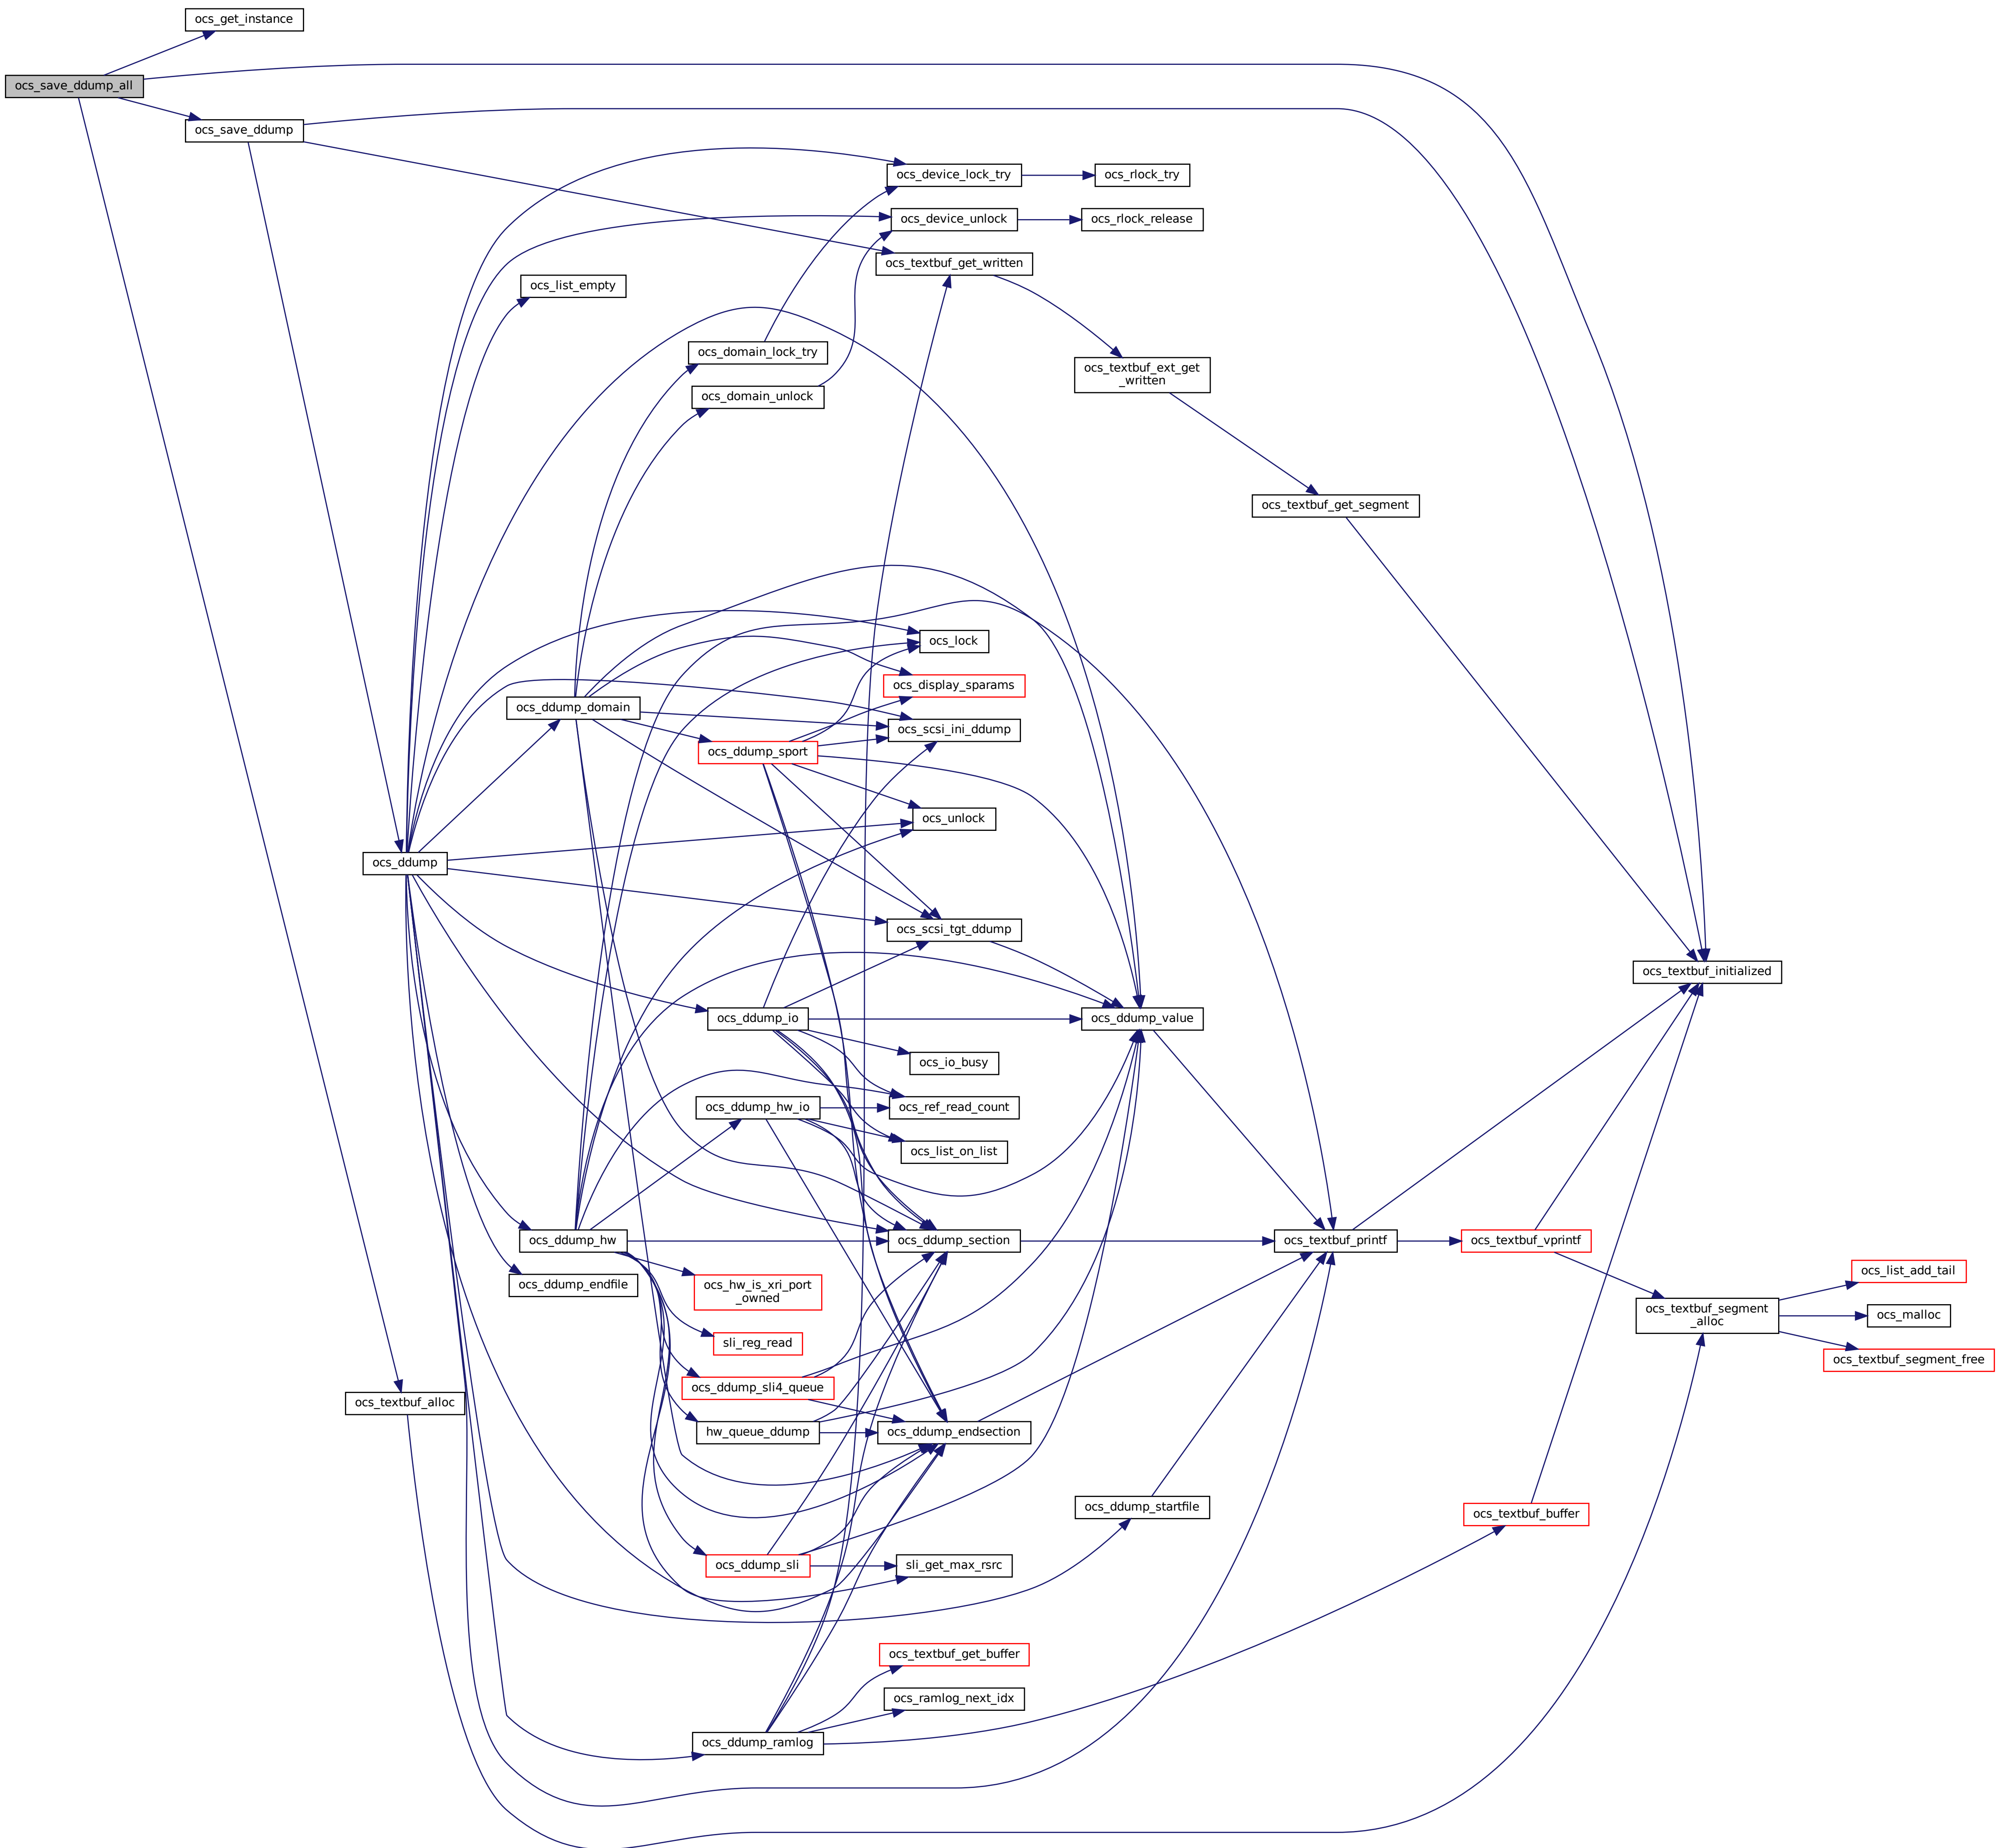 ocs_get_instance
ocs_save_ddump_all
ocs_save_ddump
ocs_device_lock_try
ocs_rlock_try
ocs_device_unlock
ocs_rlock_release
ocs_textbuf_get_written
ocs_list_empty
ocs_domain_lock_try
ocs_textbuf_ext_get
_written
ocs_domain_unlock
ocs_textbuf_get_segment
ocs_lock
ocs_display_sparams
ocs_ddump_domain
ocs_scsi_ini_ddump
ocs_ddump_sport
ocs_unlock
ocs_ddump
ocs_scsi_tgt_ddump
ocs_textbuf_initialized
ocs_ddump_io
ocs_ddump_value
ocs_io_busy
ocs_ddump_hw_io
ocs_ref_read_count
ocs_list_on_list
ocs_ddump_hw
ocs_ddump_section
ocs_textbuf_printf
ocs_textbuf_vprintf
ocs_list_add_tail
ocs_ddump_endfile
ocs_hw_is_xri_port
_owned
ocs_textbuf_segment
_alloc
ocs_malloc
sli_reg_read
ocs_textbuf_segment_free
ocs_ddump_sli4_queue
ocs_textbuf_alloc
hw_queue_ddump
ocs_ddump_endsection
ocs_ddump_startfile
ocs_textbuf_buffer
ocs_ddump_sli
sli_get_max_rsrc
ocs_textbuf_get_buffer
ocs_ramlog_next_idx
ocs_ddump_ramlog